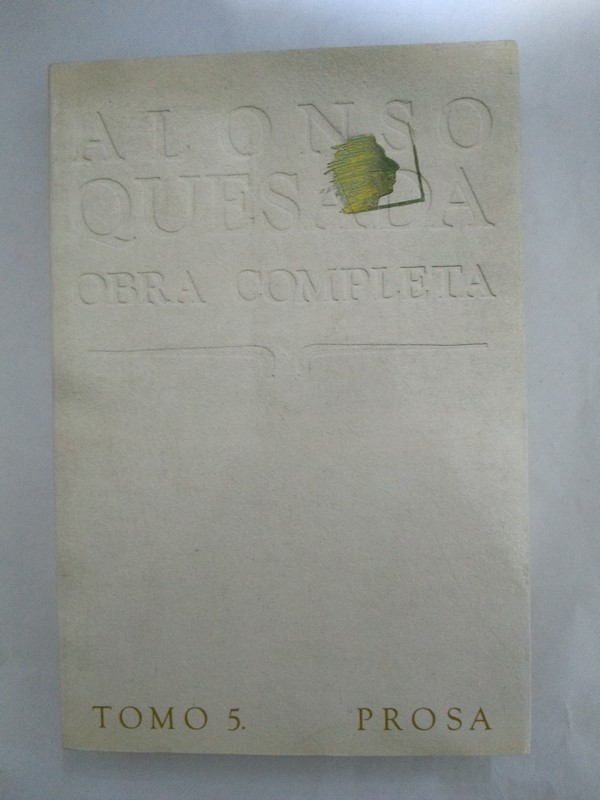 ALONSO
QUESADA
OBRA COMPLETA
TOMO 5. PROSA